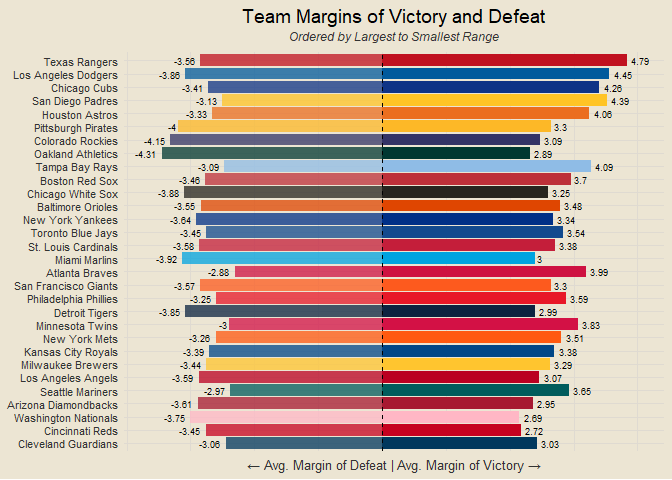 Team Margins of Victory and Defeat
Ordered by Largest to Smallest Range
Texas Rangers -3.56 4.79
Los Angeles Dodgers -3.86 4.45
Chicago Cubs -3.41 4.26
San Diego Padres -3.13 4.39
Houston Astros -3.33 4.06
Pittsburgh Pirates -4 3.3
Colorado Rockies -4.15 3.09
Oakland Athletics -4.31 2.89
Tampa Bay Rays -3.09 4.09
Boston Red Sox -3.46 3.7
Chicago White Sox -3.88 3.25
Baltimore Orioles -3.55 3.48
New York Yankees -3.64 3.34
Toronto Blue Jays -3.45 3.54
St. Louis Cardinals -3.58 3.38
Miami Marlins -3.92 3
Atlanta Braves -2.88 3.99
San Francisco Giants -3.57 3.3
Philadelphia Phillies -3.25 3.59
Detroit Tigers -3.85 2.99
Minnesota Twins -3 3.83
New York Mets -3.26 3.51
Kansas City Royals -3.39 3.38
Milwaukee Brewers -3.44 3.29
Los Angeles Angels -3.59 3.07
Seattle Mariners -2.97 3.65
Arizona Diamondbacks -3.61 2.95
Washington Nationals -3.75 2.69
Cincinnati Reds -3.45 2.72
Cleveland Guardians -3.06 3.03
← Avg. Margin of Defeat | Avg. Margin of Victory →